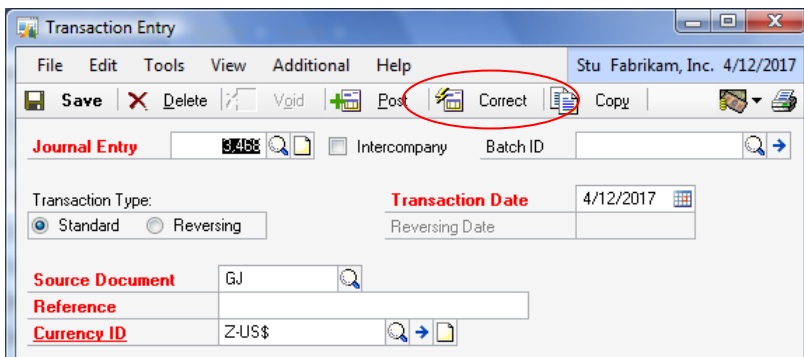 Transaction Entry
File Edit Tools View Additional Help Stu Fabrikam, Inc. 4/12/2017
Save Delete Void Post Correct Copy
Journal Entry 3,468 Intercompany Batch ID
Transaction Type: Transaction Date 4/12/2017
Standard Reversing Reversing Date
Source Document GJ
Reference
Currency ID Z-US$